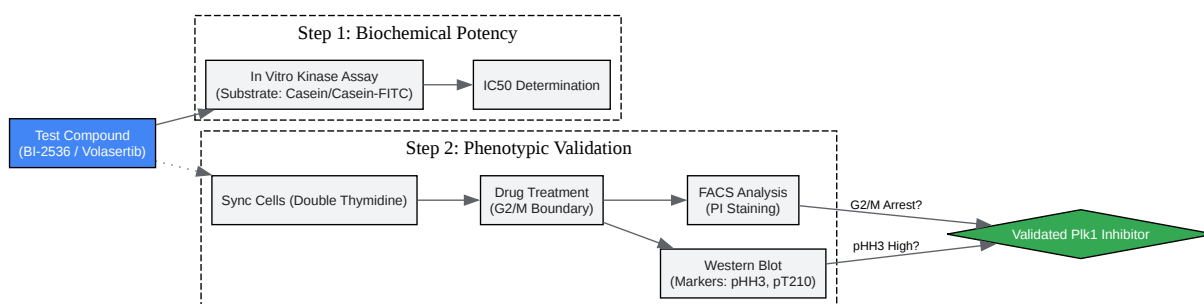 Step 1: Biochemical Potency
In Vitro Kinase Assay
(Substrate: Casein/Casein-FITC)
IC50 Determination
Test Compound
(BI-2536 / Volasertib)
Step 2: Phenotypic Validation
Sync Cells (Double Thymidine)
Drug Treatment
(G2/M Boundary)
FACS Analysis
(PI Staining)
G2/M Arrest?
Western Blot
(Markers: pHH3, pT210)
pHH3 High?
Validated Plk1 Inhibitor